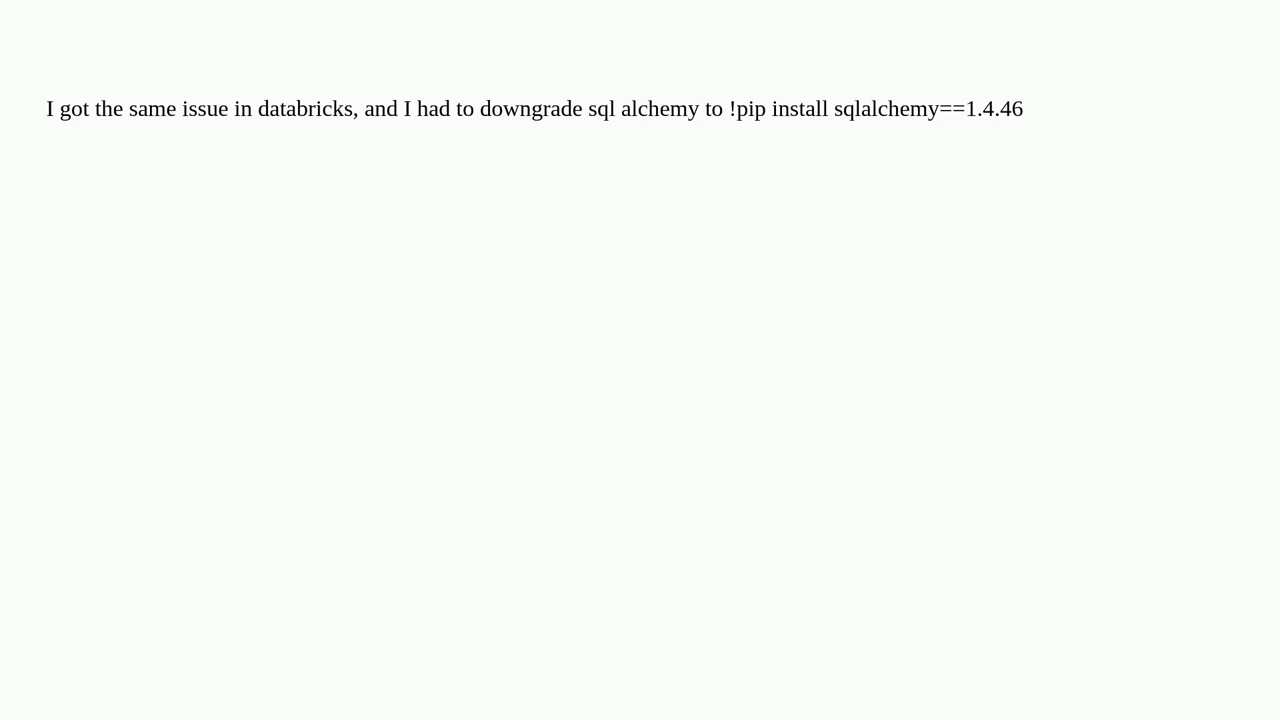 I got the same issue in databricks, and I had to downgrade sql alchemy to !pip install sqlalchemy==1.4.46